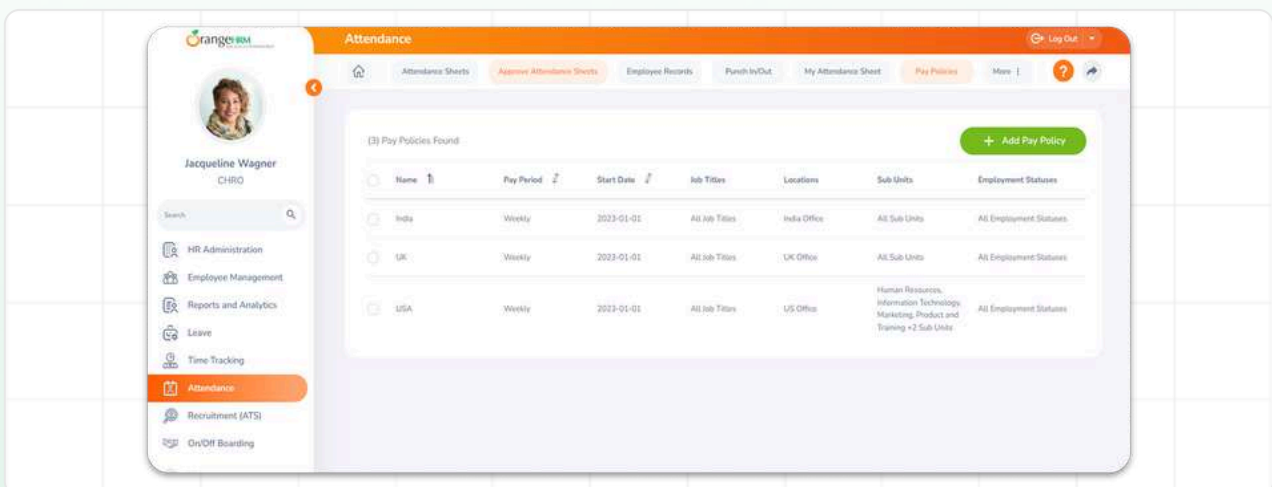 OrangeHRM
Attendance
Log Out
Attendance Sheets
Approve Attendance Sheets
Employee Records
Punch In/Out
My Attendance Sheet
Pay Policies
More
?
Jacqueline Wagner
CHRO
Search
HR Administration
Employee Management
Reports and Analytics
Leave
Time Tracking
Attendance
Recruitment (ATS)
On/Off Boarding
(3) Pay Policies Found
+ Add Pay Policy
Name Pay Period Start Date Job Titles Locations Sub Units Employment Statuses
India Weekly 2023-01-01 All Job Titles India Office All Sub Units All Employment Statuses
UK Weekly 2023-01-01 All Job Titles UK Office All Sub Units All Employment Statuses
USA Weekly 2023-01-01 All Job Titles US Office Human Resources,
Information Technology,
Marketing, Product and
Training +2 Sub Units
All Employment Statuses